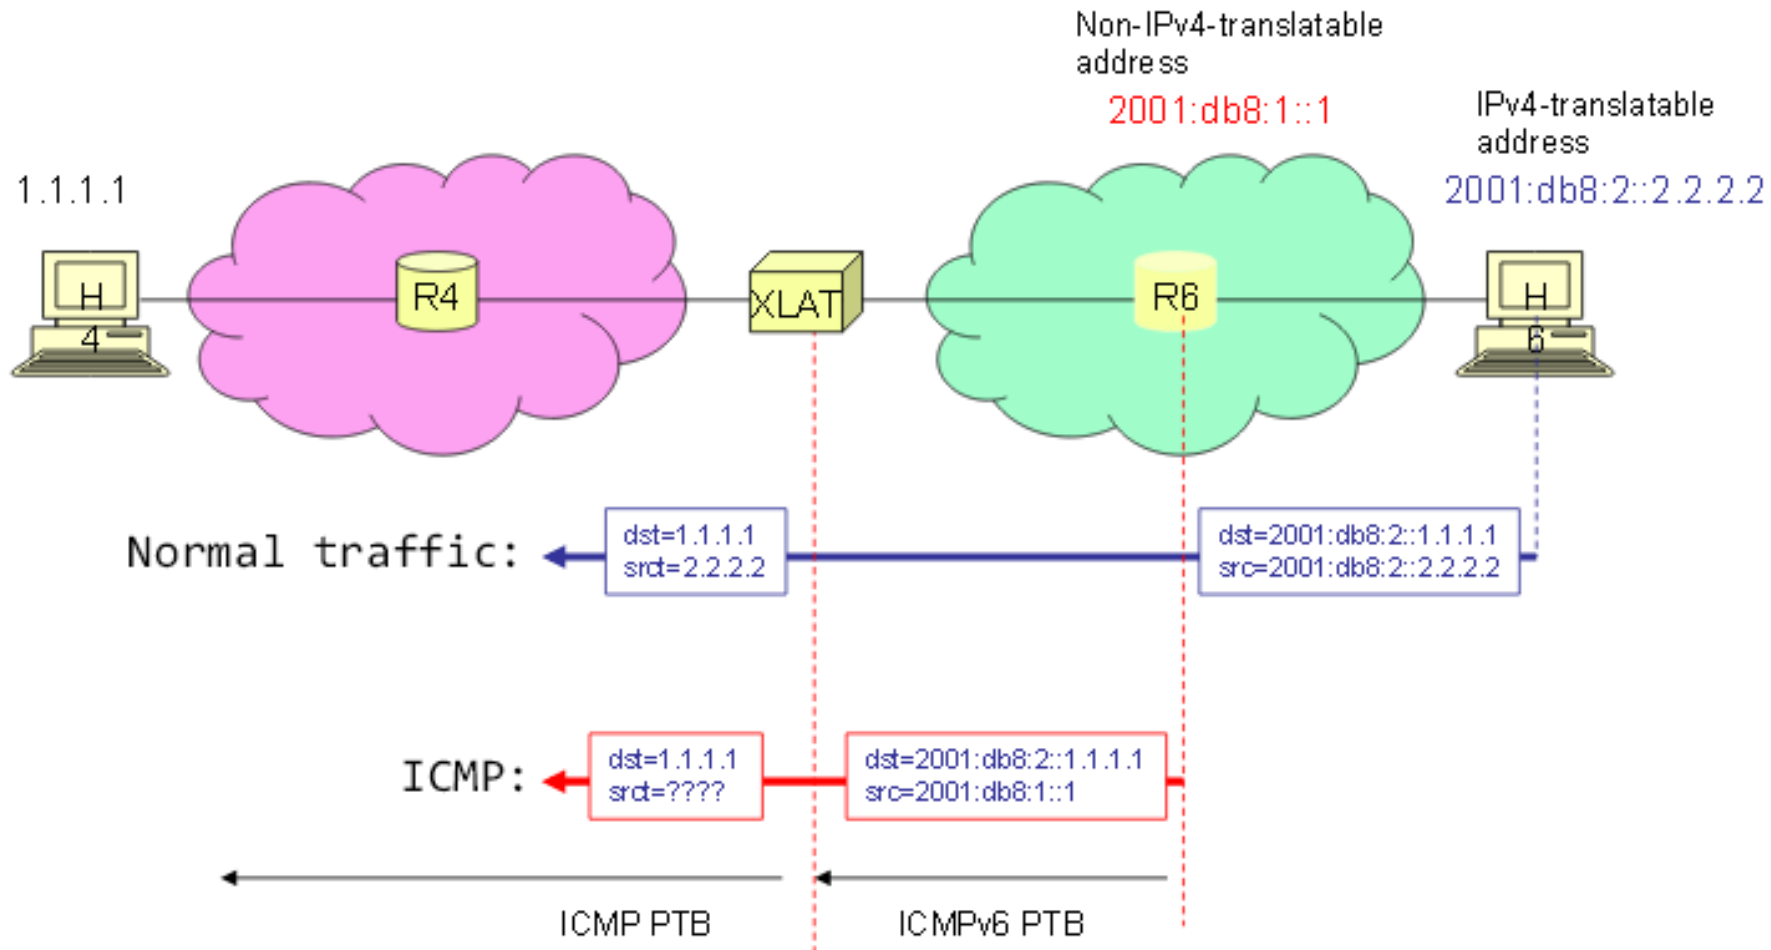 Non-IPv4-translatable
address
2001:db8:1::1
IPv4-translatable
address
2001:db8:2::2.2.2.2
1.1.1.1
H
4
R4
XLAT
R6
H
6
Normal traffic:
dst=1.1.1.1
srct=2.2.2.2
dst=2001:db8:2::1.1.1.1
src=2001:db8:2::2.2.2.2
ICMP:
dst=1.1.1.1
srct=????
dst=2001:db8:2::1.1.1.1
src=2001:db8:1::1
ICMP PTB
ICMPv6 PTB